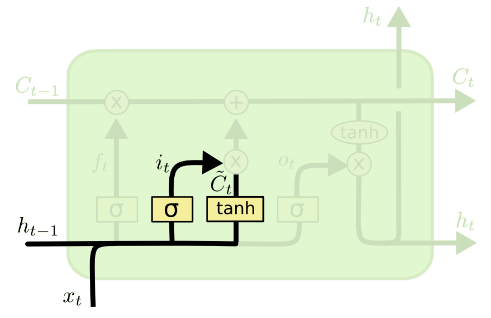 h_t
C_{t-1} × + C_t
tanh
f_t i_t × o_t ×
C̃_t
σ σ tanh σ
h_{t-1} h_t
x_t